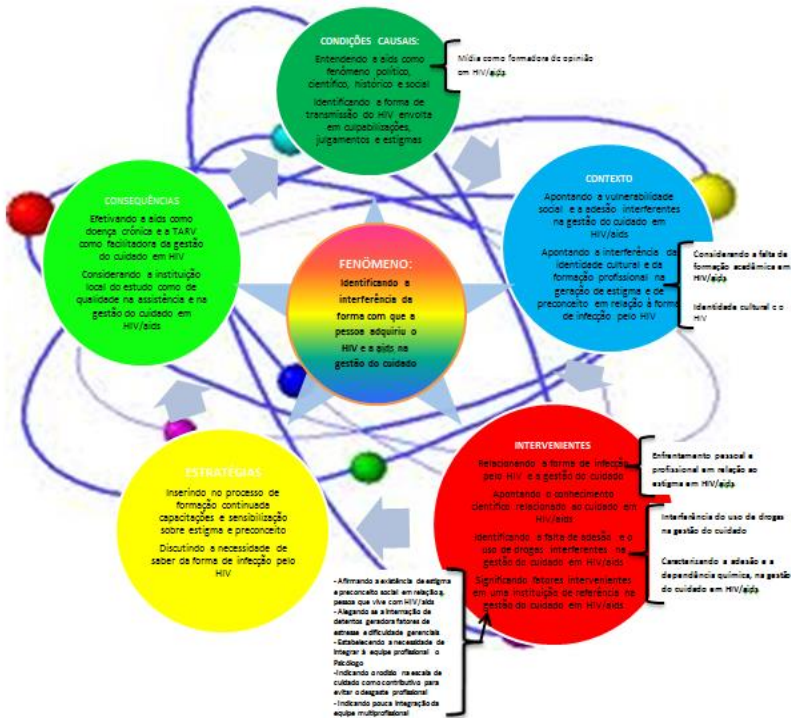 CONDIÇÕES CAUSAIS:
Entendendo a aids como
fenômeno político,
científico, histórico e social
Identificando a forma de
transmissão do HIV envolta
em culpabilizações,
julgamentos e estigmas
Mídia como formadora de opinião
em HIV/aids
CONTEXTO
Apontando a vulnerabilidade
social e a adesão interferentes
na gestão do cuidado em
HIV/aids
Apontando a interferência da
identidade cultural e da
formação profissional na
geração de estigma e de
preconceito em relação à forma
de infecção pelo HIV
Considerando a falta de
formação acadêmica em
HIV/aids
Identidade cultural e o
HIV
CONSEQUÊNCIAS
Efetivando a aids como
doença crônica e a TARV
como facilitadora da gestão
do cuidado em HIV
Considerando a instituição
local do estudo como de
qualidade na assistência e na
gestão do cuidado em
HIV/aids
FENÔMENO:
Identificando a
interferência da
forma com que a
pessoa adquiriu o
HIV e a aids na
gestão do cuidado
INTERVENIENTES
Relacionando a forma de infecção
pelo HIV e a gestão do cuidado
Apontando o conhecimento
científico relacionado ao cuidado em
HIV/aids
Identificando a falta de adesão e o
uso de drogas interferentes na
gestão do cuidado em HIV/aids
Significando fatores intervenientes
em uma instituição de referência na
gestão do cuidado em HIV/aids
Enfrentamento pessoal e
profissional em relação ao
estigma em HIV/aids
Interferência do uso de drogas
na gestão do cuidado
Caracterizando a adesão e a
dependência química, na gestão
do cuidado em HIV/aids
ESTRATÉGIAS
Inserindo no processo de
formação continuada
capacitações e sensibilização
sobre estigma e preconceito
Discutindo a necessidade de
saber da forma de infecção pelo
HIV
- Afirmando a existência de estigma
e preconceito social em relação à
pessoa que vive com HIV/aids
- Alegando ser a internação de
detentos geradora fatores de
estresse e dificuldade gerenciais
- Estabelecendo a necessidade de
integrar à equipe profissional o
Psicólogo
-Indicando o rodízio na escala de
cuidado como contributivo para
evitar o desgaste profissional
- Indicando pouca integração da
equipe multiprofissional